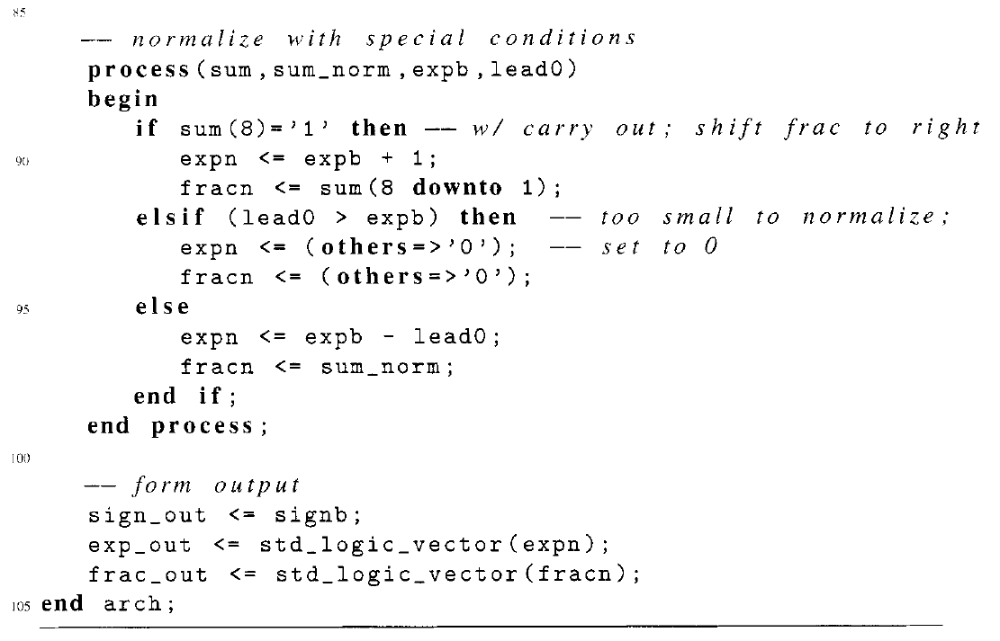 85
-- normalize with special conditions
process(sum,sum_norm,expb,lead0)
begin
if sum(8)='1' then -- w/ carry out; shift frac to right
90 expn <= expb + 1;
fracn <= sum(8 downto 1);
elsif (lead0 > expb) then -- too small to normalize;
expn <= (others=>'0'); -- set to 0
fracn <= (others=>'0');
95 else
expn <= expb - lead0;
fracn <= sum_norm;
end if;
end process;
100
-- form output
sign_out <= signb;
exp_out <= std_logic_vector(expn);
frac_out <= std_logic_vector(fracn);
105 end arch;